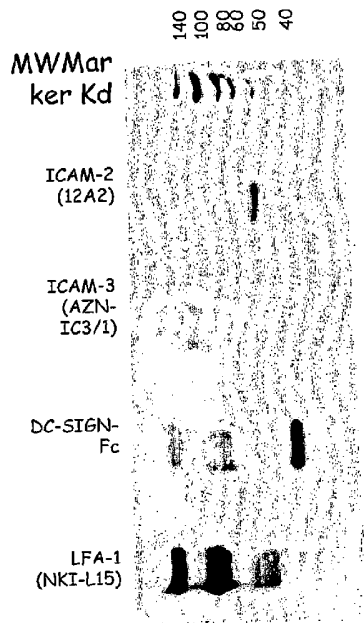 140
100
80
60
50
40
MWMar
ker Kd
ICAM-2
(12A2)
ICAM-3
(AZN-
IC3/1)
DC-SIGN-
Fc
LFA-1
(NKI-L15)